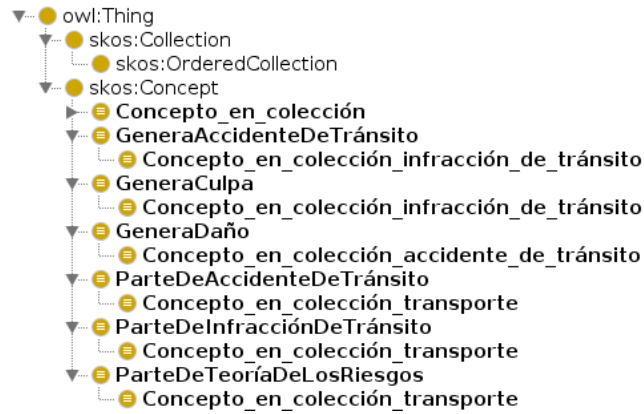 owl:Thing
skos:Collection
skos:OrderedCollection
skos:Concept
Concepto_en_colección
GeneraAccidenteDeTránsito
Concepto_en_colección_infracción_de_tránsito
GeneraCulpa
Concepto_en_colección_infracción_de_tránsito
GeneraDaño
Concepto_en_colección_accidente_de_tránsito
ParteDeAccidenteDeTránsito
Concepto_en_colección_transporte
ParteDeInfracciónDeTránsito
Concepto_en_colección_transporte
ParteDeTeoríaDeLosRiesgos
Concepto_en_colección_transporte